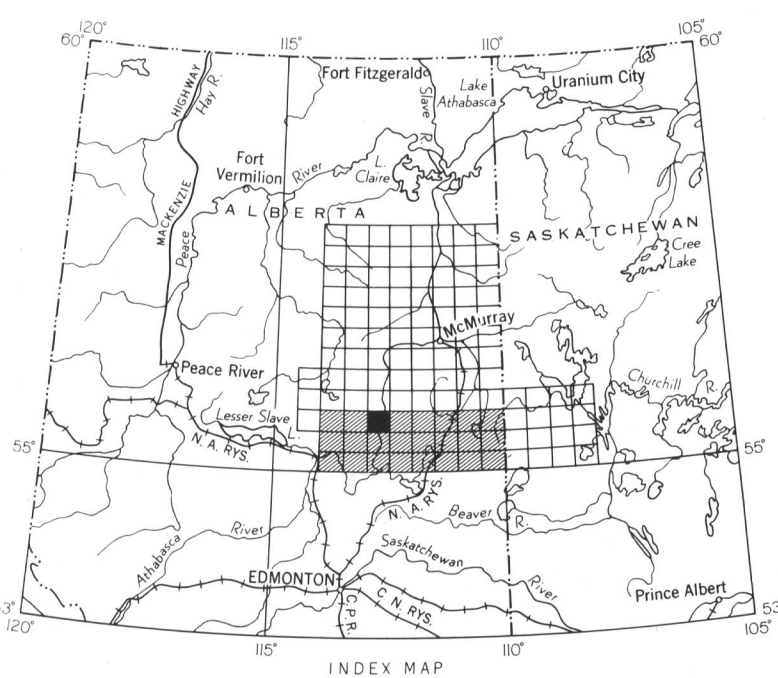 120°
60°
115°
110°
105°
60°
HIGHWAY
Hay R.
Fort Fitzgerald
Slave R.
Lake
Athabasca
Uranium City
Fort
Vermilion
River
L.
Claire
MACKENZIE
Peace
ALBERTA
SASKATCHEWAN
Cree
Lake
McMurray
Peace River
Lesser Slave
L.
Churchill R.
55°
N. A. RYS.
55°
N. A. RYS.
Beaver R.
Athabasca
River
Saskatchewan
River
EDMONTON
C. P. R.
C. N. RYS.
Prince Albert
3°
120°
115°
110°
105°
53
INDEX MAP